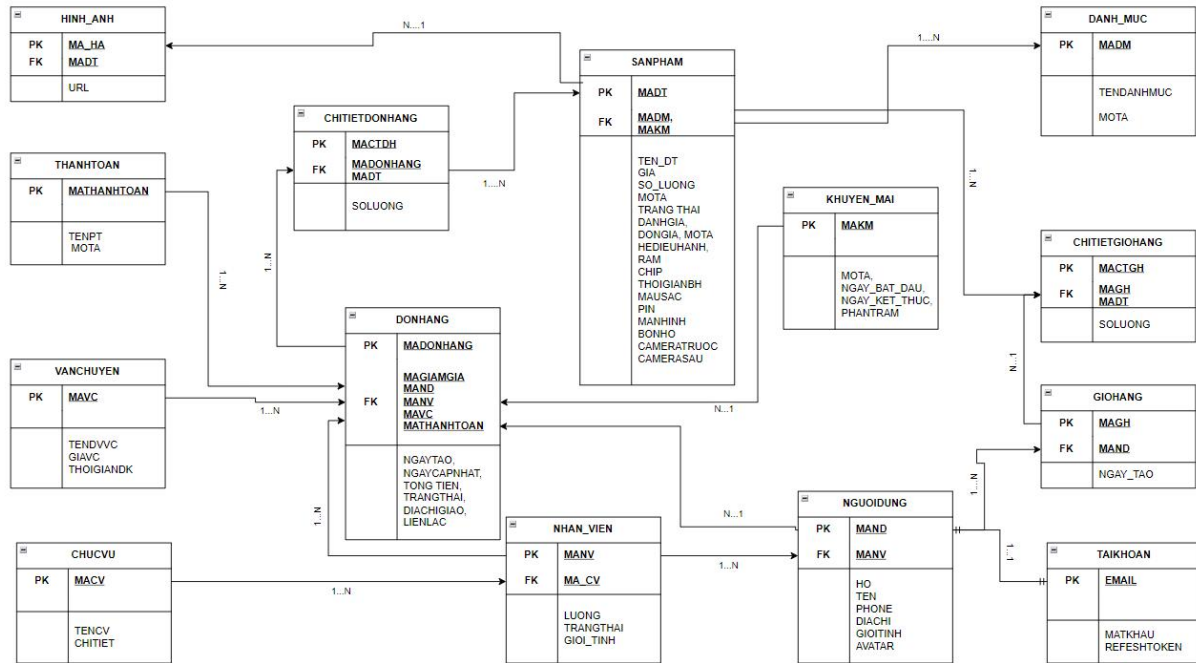 HINH_ANH
PK MA_HA
FK MADT
URL
N....1
SANPHAM
PK MADT
FK MADM,
MAKM
TEN_DT
GIA
SO_LUONG
MOTA
TRANG THAI
DANHGIA,
DONGIA, MOTA
HEDIEUHANH,
RAM
CHIP
THOIGIANBH
MAUSAC
PIN
MANHINH
BONHO
CAMERATRUOC
CAMERASAU
1....N
DANH_MUC
PK MADM
TENDANHMUC
MOTA
CHITIETDONHANG
PK MACTDH
FK MADONHANG
MADT
SOLUONG
1....N
THANHTOAN
PK MATHANHTOAN
TENPT
MOTA
1...N
1...N
KHUYEN_MAI
PK MAKM
MOTA,
NGAY_BAT_DAU,
NGAY_KET_THUC,
PHANTRAM
N...1
1...N
CHITIETGIOHANG
PK MACTGH
FK MAGH
MADT
SOLUONG
N...1
DONHANG
PK MADONHANG
MAGIAMGIA
MAND
FK MANV
MAVC
MATHANHTOAN
NGAYTAO,
NGAYCAPNHAT,
TONG TIEN,
TRANGTHAI,
DIACHIGIAO,
LIENLAC
VANCHUYEN
PK MAVC
TENDVVC
GIAVC
THOIGIANDK
1...N
GIOHANG
PK MAGH
FK MAND
NGAY_TAO
1...N
N...1
1...N
NHAN_VIEN
PK MANV
FK MA_CV
LUONG
TRANGTHAI
GIOI_TINH
1...N
NGUOIDUNG
PK MAND
FK MANV
HO
TEN
PHONE
DIACHI
GIOITINH
AVATAR
1...1
CHUCVU
PK MACV
TENCV
CHITIET
1...N
TAIKHOAN
PK EMAIL
MATKHAU
REFESHTOKEN